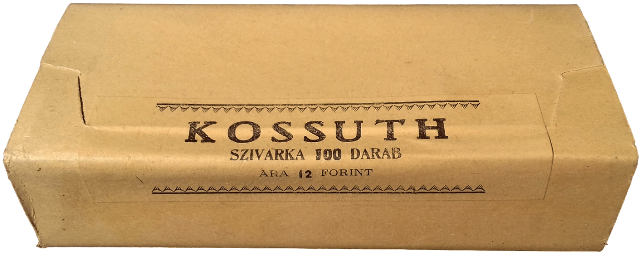 KOSSUTH
SZIVARKA 100 DARAB
ÁRA 12 FORINT